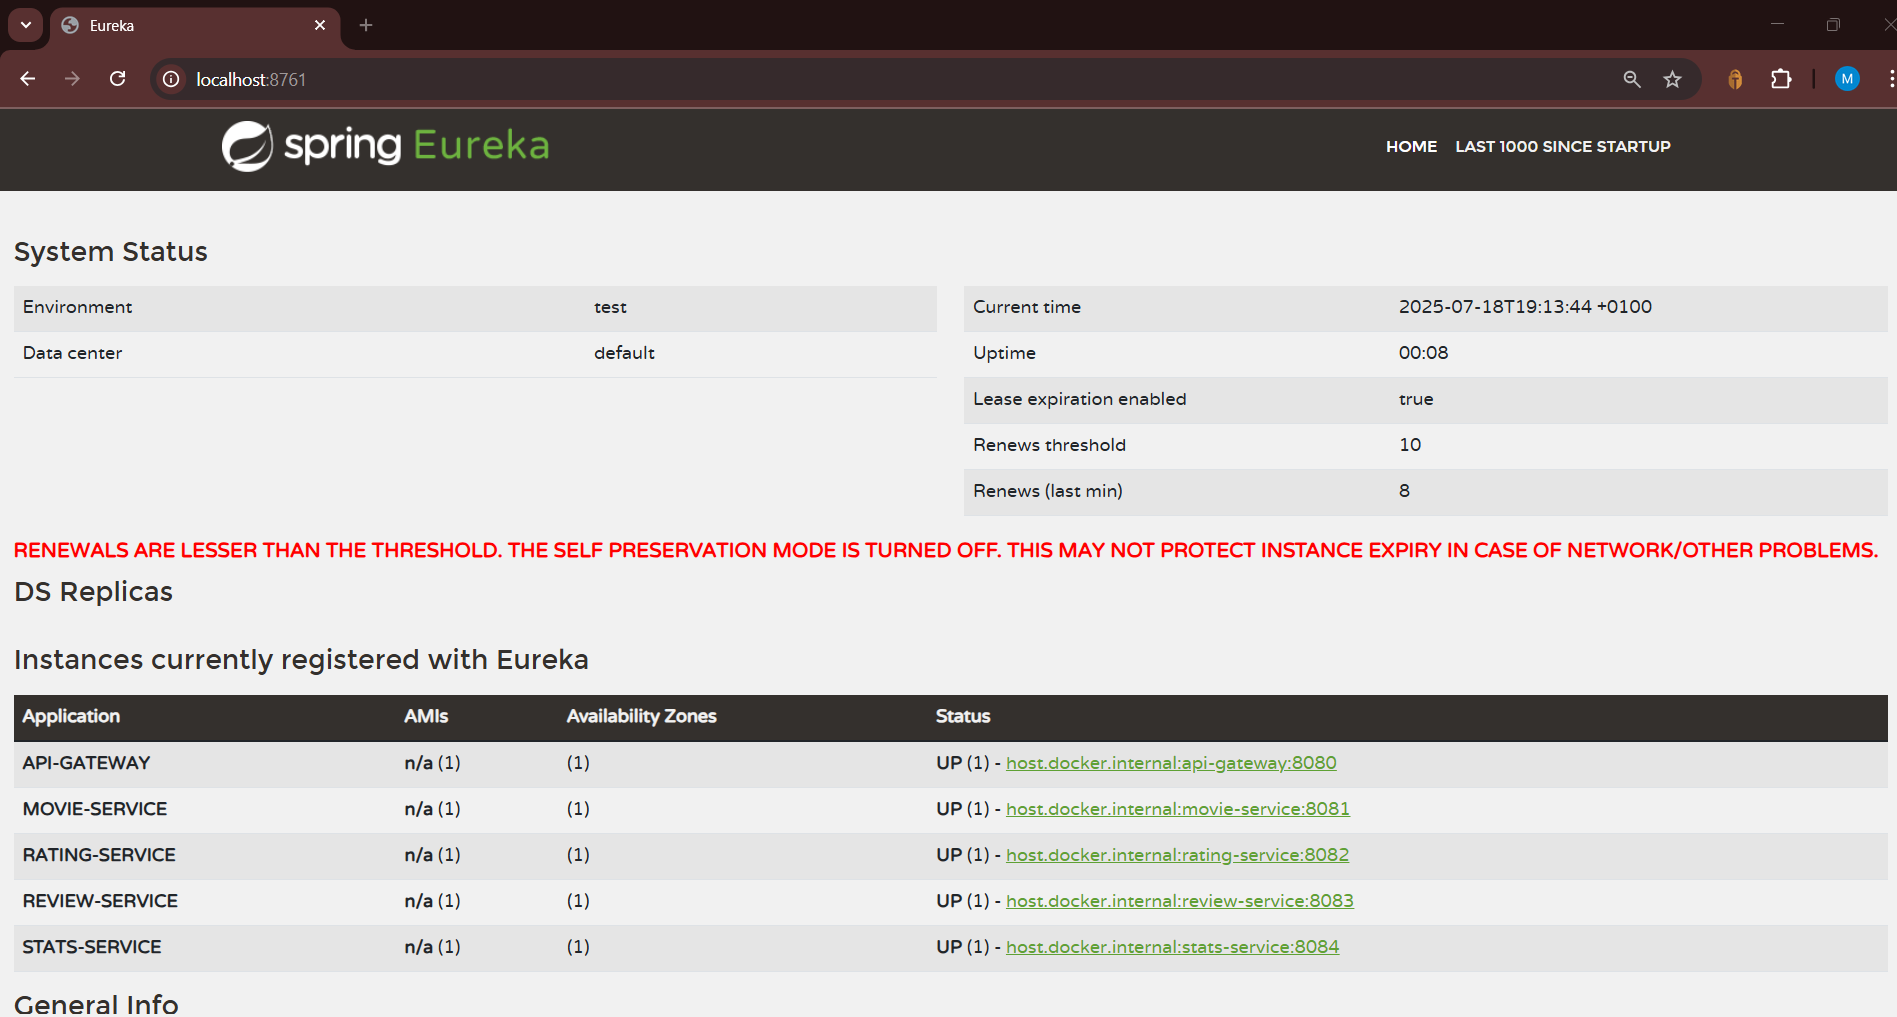 Eureka
localhost:8761
M
spring Eureka
HOME LAST 1000 SINCE STARTUP
System Status
Environment test
Data center default
Current time 2025-07-18T19:13:44 +0100
Uptime 00:08
Lease expiration enabled true
Renews threshold 10
Renews (last min) 8
RENEWALS ARE LESSER THAN THE THRESHOLD. THE SELF PRESERVATION MODE IS TURNED OFF. THIS MAY NOT PROTECT INSTANCE EXPIRY IN CASE OF NETWORK/OTHER PROBLEMS.
DS Replicas
Instances currently registered with Eureka
Application AMIs Availability Zones Status
API-GATEWAY n/a (1) (1) UP (1) - host.docker.internal:api-gateway:8080
MOVIE-SERVICE n/a (1) (1) UP (1) - host.docker.internal:movie-service:8081
RATING-SERVICE n/a (1) (1) UP (1) - host.docker.internal:rating-service:8082
REVIEW-SERVICE n/a (1) (1) UP (1) - host.docker.internal:review-service:8083
STATS-SERVICE n/a (1) (1) UP (1) - host.docker.internal:stats-service:8084
General Info